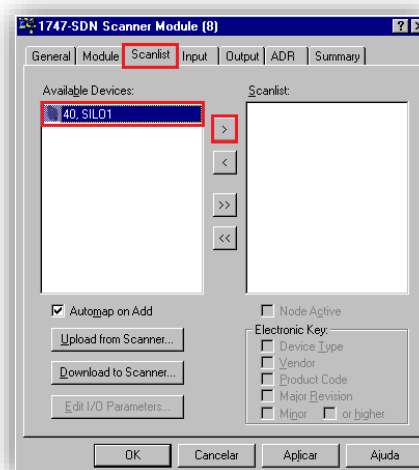 1747-SDN Scanner Module (8)
General Module Scanlist Input Output ADR Summary
Available Devices: Scanlist:
40, SILO1
>
<
>>
<<
Automap on Add Node Active
Upload from Scanner...
Download to Scanner...
Edit I/O Parameters...
Electronic Key:
Device Type
Vendor
Product Code
Major Revision
Minor or higher
OK Cancelar Aplicar Ajuda